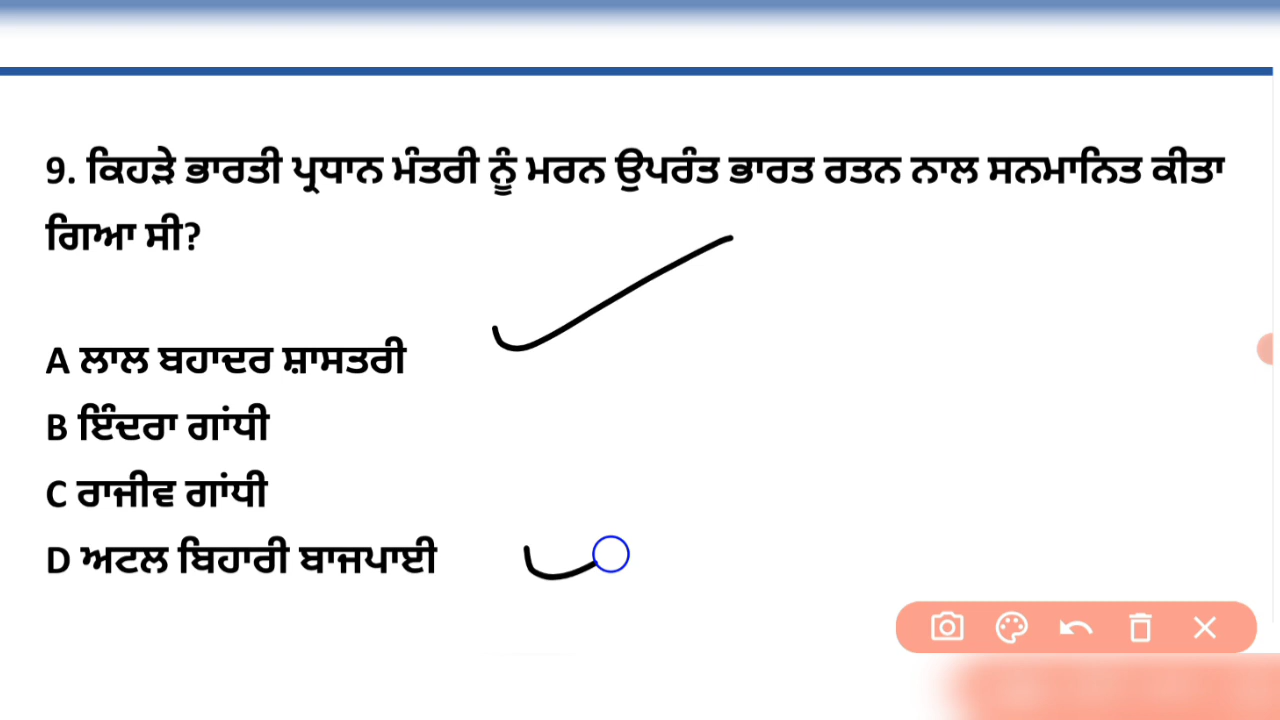 9. ਕਿਹੜੇ ਭਾਰਤੀ ਪ੍ਰਧਾਨ ਮੰਤਰੀ ਨੂੰ ਮਰਨ ਉਪਰੰਤ ਭਾਰਤ ਰਤਨ ਨਾਲ ਸਨਮਾਨਿਤ ਕੀਤਾ
ਗਿਆ ਸੀ?
A ਲਾਲ ਬਹਾਦਰ ਸ਼ਾਸਤਰੀ
B ਇੰਦਰਾ ਗਾਂਧੀ
C ਰਾਜੀਵ ਗਾਂਧੀ
D ਅਟਲ ਬਿਹਾਰੀ ਬਾਜਪਾਈ